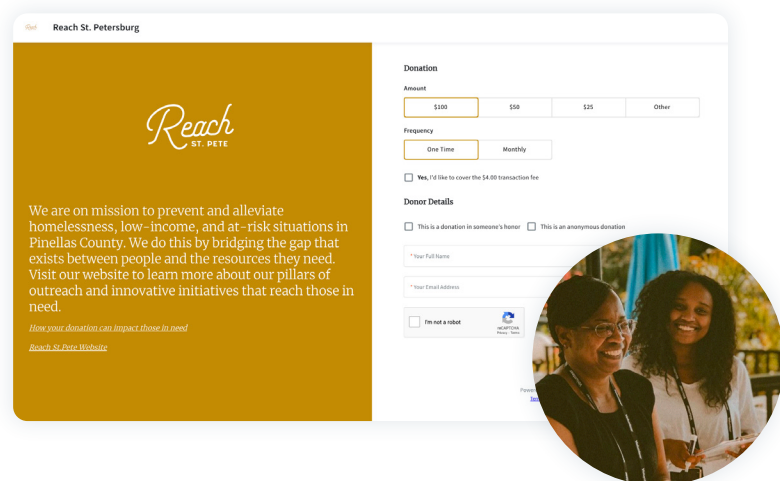 Reach St. Petersburg
Reach
ST. PETE
We are on mission to prevent and alleviate
homelessness, low-income, and at-risk situations in
Pinellas County. We do this by bridging the gap that
exists between people and the resources they need.
Visit our website to learn more about our pillars of
outreach and innovative initiatives that reach those in
need.
How your donation can impact those in need
Reach St.Pete Website
Donation
Amount
$100 $50 $25 Other
Frequency
One Time Monthly
Yes, I'd like to cover the $4.00 transaction fee
Donor Details
This is a donation in someone's honor This is an anonymous donation
* Your Full Name
* Your Email Address
I'm not a robot
reCAPTCHA
Privacy - Terms